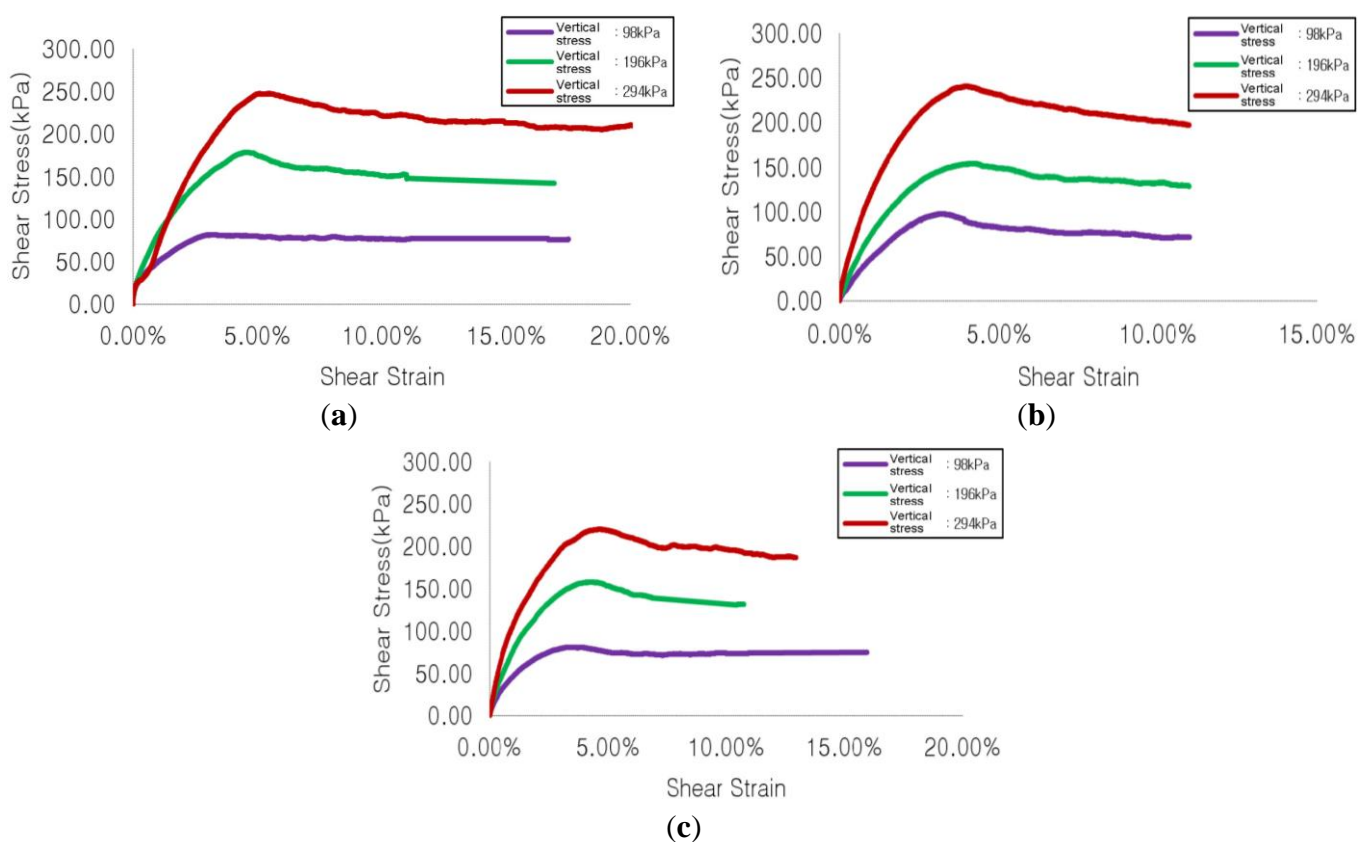 Shear Stress(kPa)
300.00
250.00
200.00
150.00
100.00
50.00
0.00
0.00% 5.00% 10.00% 15.00% 20.00%
Shear Strain
Vertical stress : 98kPa
Vertical stress : 196kPa
Vertical stress : 294kPa
(a)
Shear Stress(kPa)
300.00
250.00
200.00
150.00
100.00
50.00
0.00
0.00% 5.00% 10.00% 15.00%
Shear Strain
Vertical stress : 98kPa
Vertical stress : 196kPa
Vertical stress : 294kPa
(b)
Shear Stress(kPa)
300.00
250.00
200.00
150.00
100.00
50.00
0.00
0.00% 5.00% 10.00% 15.00% 20.00%
Shear Strain
Vertical stress : 98kPa
Vertical stress : 196kPa
Vertical stress : 294kPa
(c)